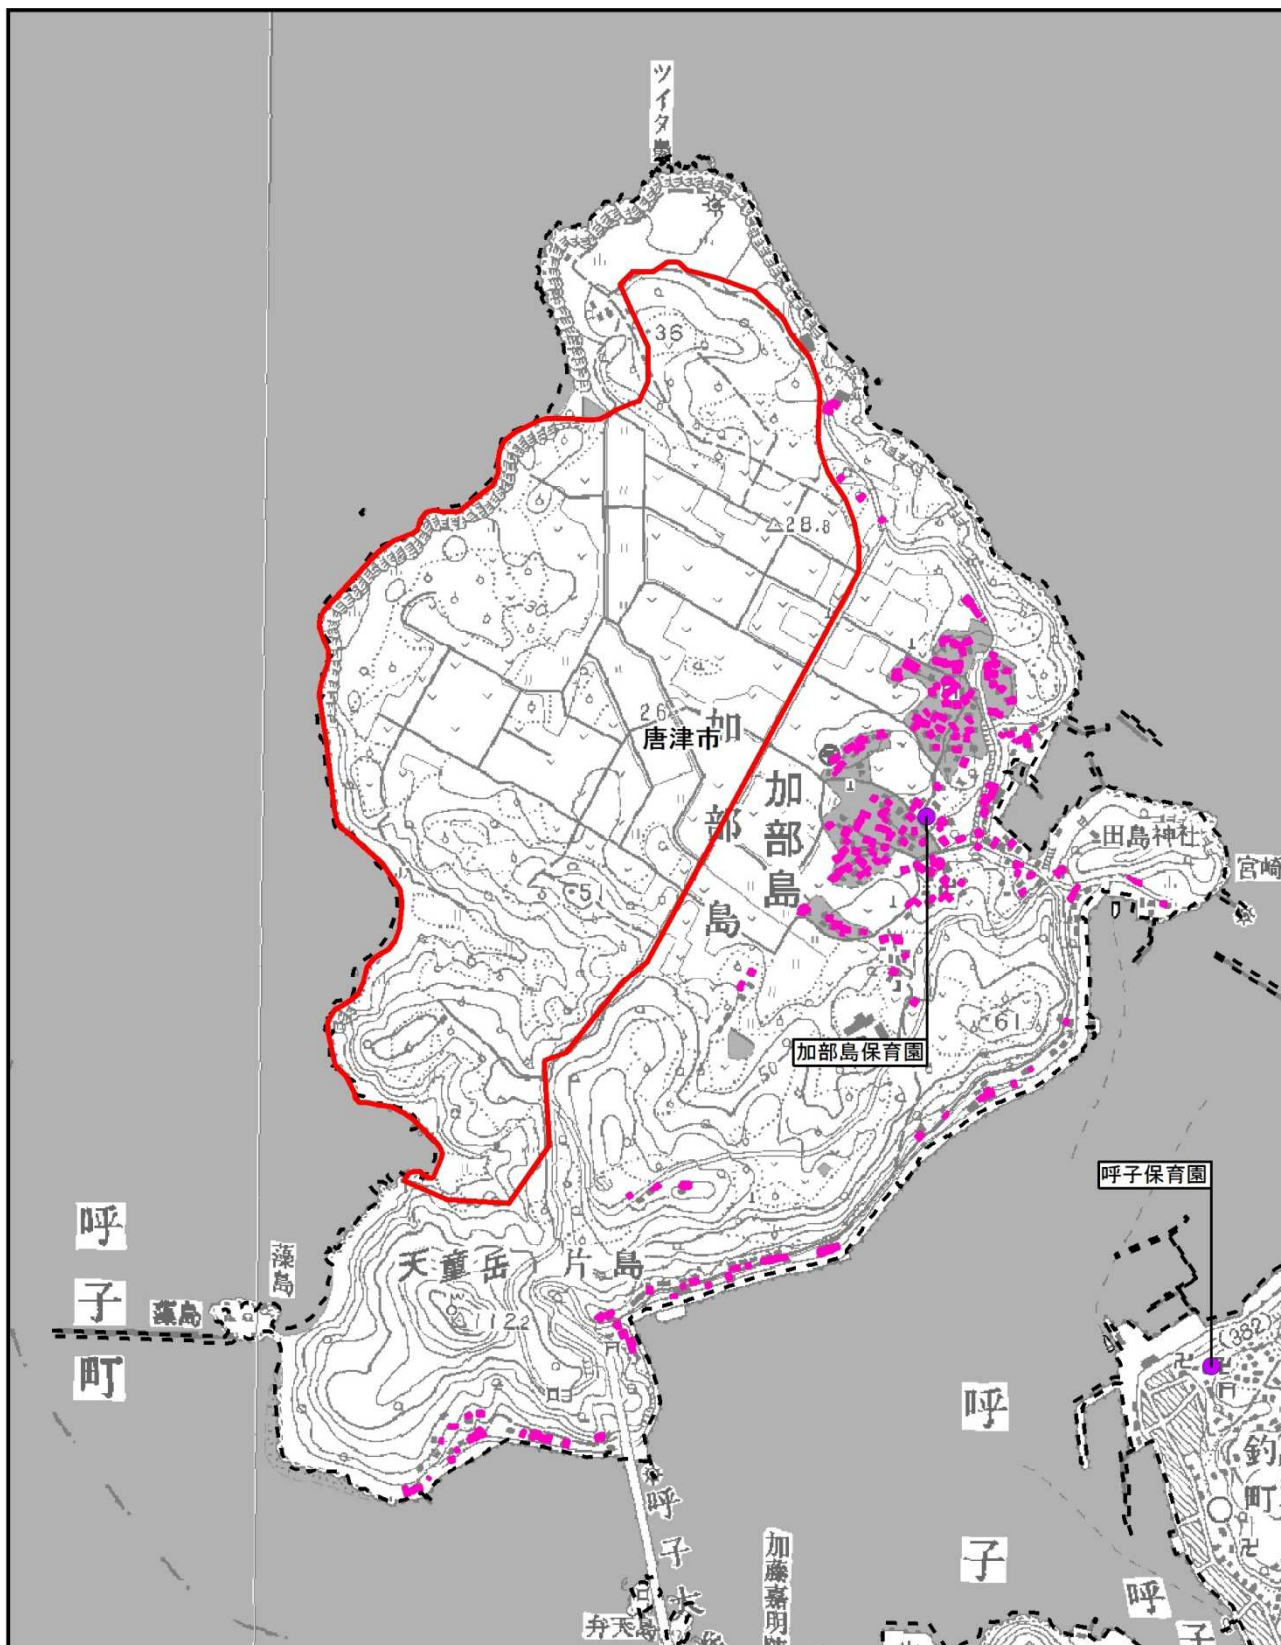 ツイタ鼻
36
28.8
26
加部島
唐津市
加部島
田島神社
宮崎
51
61
50
加部島保育園
呼子保育園
呼子町
藻島
藻島
天童岳
片島
112.2
(382)
呼子
呼子大
弁天島
加藤嘉明
呼子
釣
町